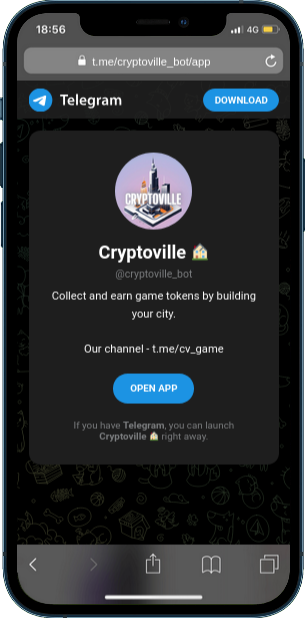 18:56
4G
t.me/cryptoville_bot/app
Telegram
DOWNLOAD
CRYPTOVILLE
Cryptoville 🏠
@cryptoville_bot
Collect and earn game tokens by building
your city.
Our channel - t.me/cv_game
OPEN APP
If you have Telegram, you can launch
Cryptoville 🏠 right away.